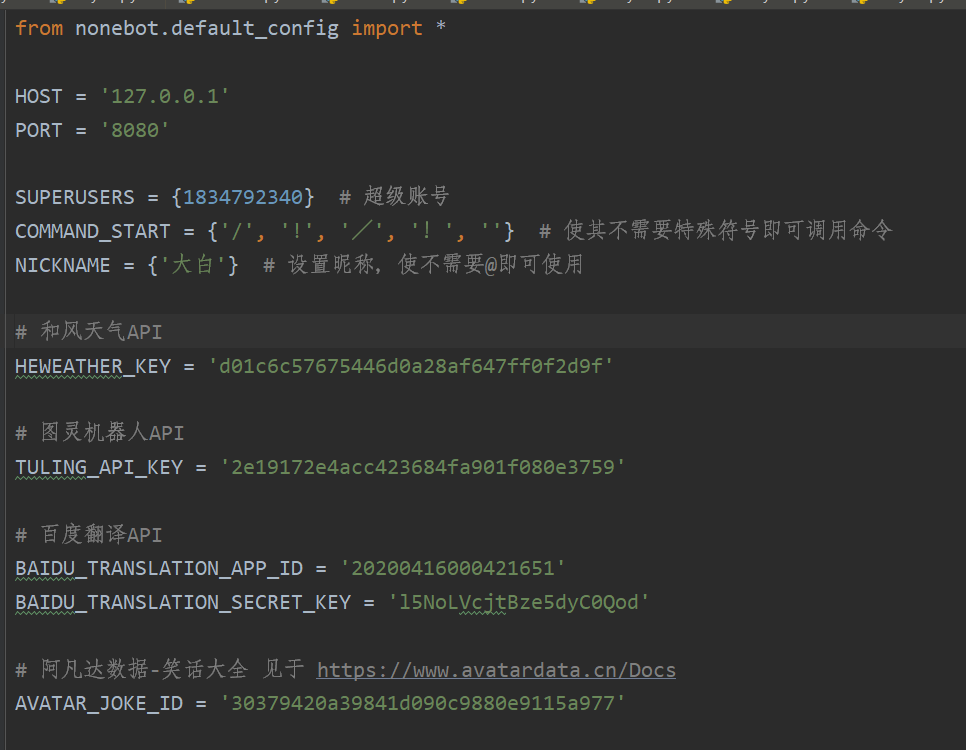 from nonebot.default_config import *
HOST = '127.0.0.1'
PORT = '8080'
SUPERUSERS = {1834792340}  # 超级账号
COMMAND_START = {'/', '!', '／', '！', ''}  # 使其不需要特殊符号即可调用命令
NICKNAME = {'大白'}  # 设置昵称，使不需要@即可使用
# 和风天气API
HEWEATHER_KEY = 'd01c6c57675446d0a28af647ff0f2d9f'
# 图灵机器人API
TULING_API_KEY = '2e19172e4acc423684fa901f080e3759'
# 百度翻译API
BAIDU_TRANSLATION_APP_ID = '20200416000421651'
BAIDU_TRANSLATION_SECRET_KEY = 'l5NoLVcjtBze5dyC0Qod'
# 阿凡达数据-笑话大全 见于 https://www.avatardata.cn/Docs
AVATAR_JOKE_ID = '30379420a39841d090c9880e9115a977'